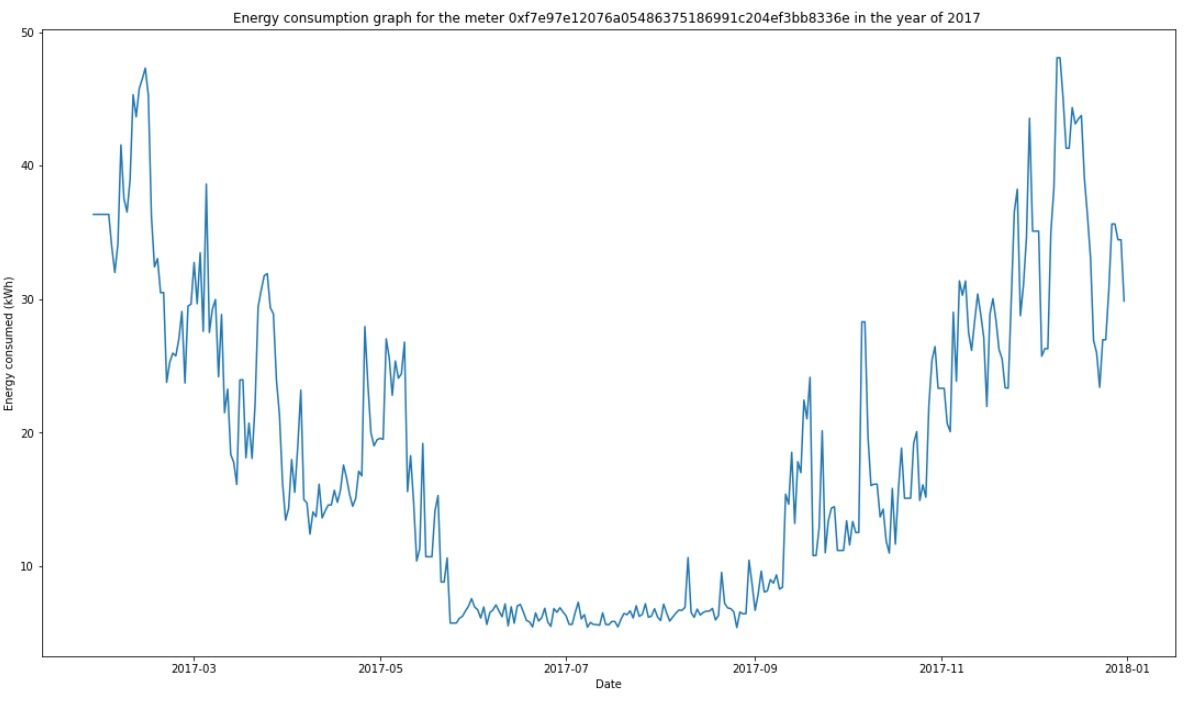 Energy consumption graph for the meter 0xf7e97e12076a05486375186991c204ef3bb8336e in the year of 2017
50
40
30
20
10
Energy consumed (kWh)
2017-03 2017-05 2017-07 2017-09 2017-11 2018-01
Date